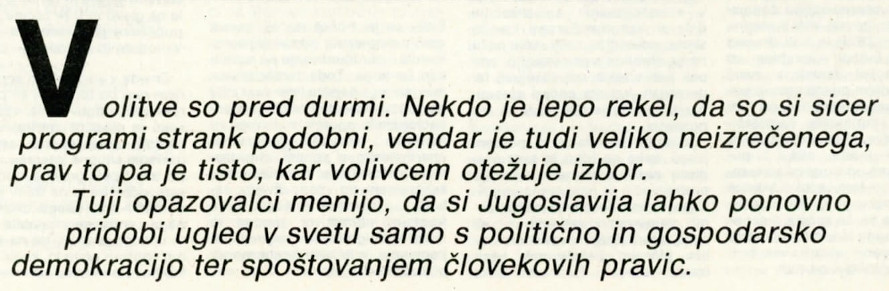 Volitve so pred durmi. Nekdo je lepo rekel, da so si sicer
programi strank podobni, vendar je tudi veliko neizrečenega,
prav to pa je tisto, kar volivcem otežuje izbor.
Tuji opazovalci menijo, da si Jugoslavija lahko ponovno
pridobi ugled v svetu samo s politično in gospodarsko
demokracijo ter spoštovanjem človekovih pravic.